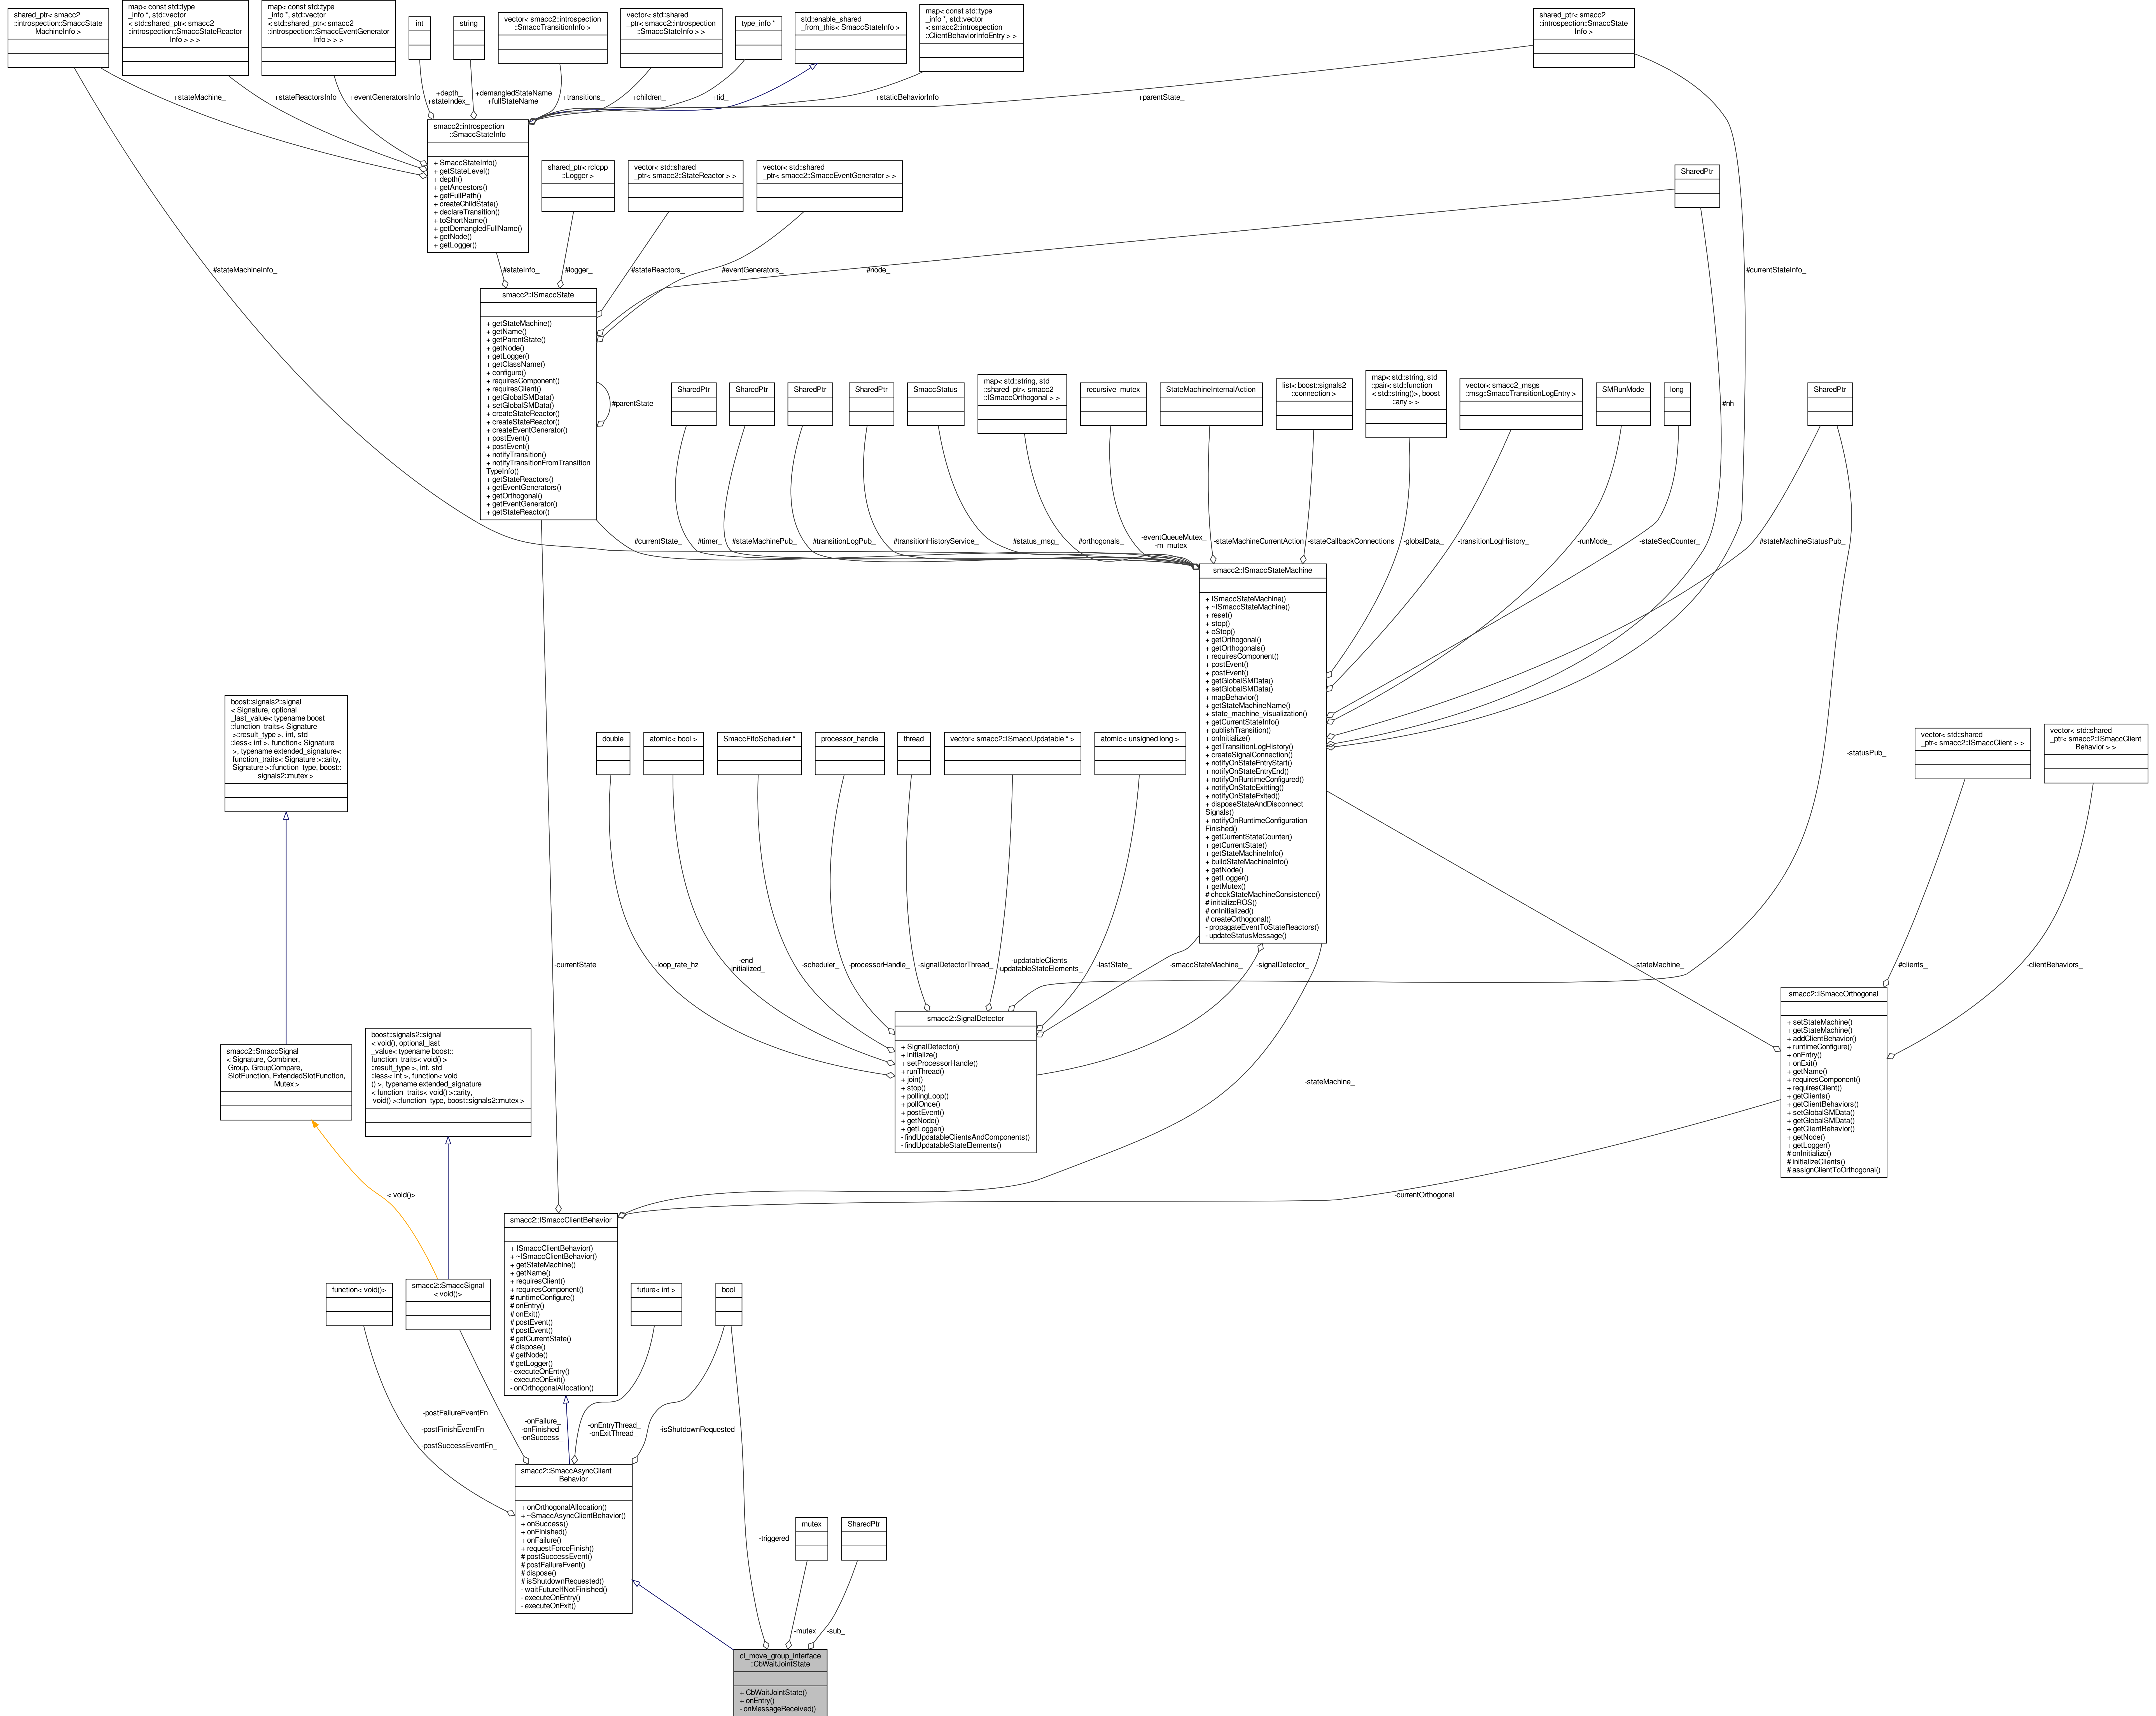 shared_ptr< smacc2
::introspection::SmaccState
MachineInfo >
map< const std::type
_info *, std::vector
< std::shared_ptr< smacc2
::introspection::SmaccStateReactor
Info > > >
map< const std::type
_info *, std::vector
< std::shared_ptr< smacc2
::introspection::SmaccEventGenerator
Info > > >
int
string
vector< smacc2::introspection
::SmaccTransitionInfo >
vector< std::shared
_ptr< smacc2::introspection
::SmaccStateInfo > >
type_info *
std::enable_shared
_from_this< SmaccStateInfo >
map< const std::type
_info *, std::vector
< smacc2::introspection
::ClientBehaviorInfoEntry > >
shared_ptr< smacc2
::introspection::SmaccState
Info >
+stateMachine_
+stateReactorsInfo
+eventGeneratorsInfo
+depth_
+stateIndex_
+demangledStateName
+fullStateName
+transitions_
+children_
+tid_
+staticBehaviorInfo
+parentState_
smacc2::introspection
::SmaccStateInfo
+ SmaccStateInfo()
+ getStateLevel()
+ depth()
+ getAncestors()
+ getFullPath()
+ createChildState()
+ declareTransition()
+ toShortName()
+ getDemangledFullName()
+ getNode()
+ getLogger()
shared_ptr< rclcpp
::Logger >
vector< std::shared
_ptr< smacc2::StateReactor > >
vector< std::shared
_ptr< smacc2::SmaccEventGenerator > >
SharedPtr
#stateMachineInfo_
#stateInfo_
#logger_
#stateReactors_
#eventGenerators_
#node_
#currentStateInfo_
smacc2::ISmaccState
+ getStateMachine()
+ getName()
+ getParentState()
+ getNode()
+ getLogger()
+ getClassName()
+ configure()
+ requiresComponent()
+ requiresClient()
+ getGlobalSMData()
+ setGlobalSMData()
+ createStateReactor()
+ createStateReactor()
+ createEventGenerator()
+ postEvent()
+ postEvent()
+ notifyTransition()
+ notifyTransitionFromTransition
TypeInfo()
+ getStateReactors()
+ getEventGenerators()
+ getOrthogonal()
+ getEventGenerator()
+ getStateReactor()
#parentState_
SharedPtr
SharedPtr
SharedPtr
SharedPtr
SmaccStatus
map< std::string, std
::shared_ptr< smacc2
::ISmaccOrthogonal > >
recursive_mutex
StateMachineInternalAction
list< boost::signals2
::connection >
map< std::string, std
::pair< std::function
< std::string()>, boost
::any > >
vector< smacc2_msgs
::msg::SmaccTransitionLogEntry >
SMRunMode
long
SharedPtr
#nh_
#currentState_
#timer_
#stateMachinePub_
#transitionLogPub_
#transitionHistoryService_
#status_msg_
#orthogonals_
-eventQueueMutex_
-m_mutex_
-stateMachineCurrentAction
-stateCallbackConnections
-globalData_
-transitionLogHistory_
-runMode_
-stateSeqCounter_
#stateMachineStatusPub_
smacc2::ISmaccStateMachine
+ ISmaccStateMachine()
+ ~ISmaccStateMachine()
+ reset()
+ stop()
+ eStop()
+ getOrthogonal()
+ getOrthogonals()
+ requiresComponent()
+ postEvent()
+ postEvent()
+ getGlobalSMData()
+ setGlobalSMData()
+ mapBehavior()
+ getStateMachineName()
+ state_machine_visualization()
+ getCurrentStateInfo()
+ publishTransition()
+ onInitialize()
+ getTransitionLogHistory()
+ createSignalConnection()
+ notifyOnStateEntryStart()
+ notifyOnStateEntryEnd()
+ notifyOnRuntimeConfigured()
+ notifyOnStateExitting()
+ notifyOnStateExited()
+ disposeStateAndDisconnect
Signals()
+ notifyOnRuntimeConfiguration
Finished()
+ getCurrentStateCounter()
+ getCurrentState()
+ getStateMachineInfo()
+ buildStateMachineInfo()
+ getNode()
+ getLogger()
+ getMutex()
# checkStateMachineConsistence()
# initializeROS()
# onInitialized()
# createOrthogonal()
- propagateEventToStateReactors()
- updateStatusMessage()
boost::signals2::signal
< Signature, optional
_last_value< typename boost
::function_traits< Signature
>::result_type >, int, std
::less< int >, function< Signature
>, typename extended_signature<
function_traits< Signature >::arity,
Signature >::function_type, boost::
signals2::mutex >
double
atomic< bool >
SmaccFifoScheduler *
processor_handle
thread
vector< smacc2::ISmaccUpdatable * >
atomic< unsigned long >
-statusPub_
vector< std::shared
_ptr< smacc2::ISmaccClient > >
vector< std::shared
_ptr< smacc2::ISmaccClient
Behavior > >
-currentState
-loop_rate_hz
-end_
-initialized_
-scheduler_
-processorHandle_
-signalDetectorThread_
-updatableClients_
-updatableStateElements_
-lastState_
-smaccStateMachine_
-signalDetector_
-stateMachine_
#clients_
-clientBehaviors_
smacc2::SignalDetector
+ SignalDetector()
+ initialize()
+ setProcessorHandle()
+ runThread()
+ join()
+ stop()
+ pollingLoop()
+ pollOnce()
+ postEvent()
+ getNode()
+ getLogger()
- findUpdatableClientsAndComponents()
- findUpdatableStateElements()
smacc2::ISmaccOrthogonal
+ setStateMachine()
+ getStateMachine()
+ addClientBehavior()
+ runtimeConfigure()
+ onEntry()
+ onExit()
+ getName()
+ requiresComponent()
+ requiresClient()
+ getClients()
+ getClientBehaviors()
+ setGlobalSMData()
+ getGlobalSMData()
+ getClientBehavior()
+ getNode()
+ getLogger()
# onInitialize()
# initializeClients()
# assignClientToOrthogonal()
smacc2::SmaccSignal
< Signature, Combiner,
Group, GroupCompare,
SlotFunction, ExtendedSlotFunction,
Mutex >
boost::signals2::signal
< void(), optional_last
_value< typename boost::
function_traits< void() >
::result_type >, int, std
::less< int >, function< void
() >, typename extended_signature
< function_traits< void() >::arity,
void() >::function_type, boost::signals2::mutex >
-stateMachine_
< void()>
-currentOrthogonal
smacc2::ISmaccClientBehavior
+ ISmaccClientBehavior()
+ ~ISmaccClientBehavior()
+ getStateMachine()
+ getName()
+ requiresClient()
+ requiresComponent()
# runtimeConfigure()
# onEntry()
# onExit()
# postEvent()
# postEvent()
# getCurrentState()
# dispose()
# getNode()
# getLogger()
- executeOnEntry()
- executeOnExit()
- onOrthogonalAllocation()
function< void()>
smacc2::SmaccSignal
< void()>
future< int >
bool
-postFailureEventFn
_
-postFinishEventFn
_
-postSuccessEventFn_
-onFailure_
-onFinished_
-onSuccess_
-onEntryThread_
-onExitThread_
-isShutdownRequested_
smacc2::SmaccAsyncClient
Behavior
+ onOrthogonalAllocation()
+ ~SmaccAsyncClientBehavior()
+ onSuccess()
+ onFinished()
+ onFailure()
+ requestForceFinish()
# postSuccessEvent()
# postFailureEvent()
# dispose()
# isShutdownRequested()
- waitFutureIfNotFinished()
- executeOnEntry()
- executeOnExit()
mutex
SharedPtr
-triggered
-mutex
-sub_
cl_move_group_interface
::CbWaitJointState
+ CbWaitJointState()
+ onEntry()
- onMessageReceived()